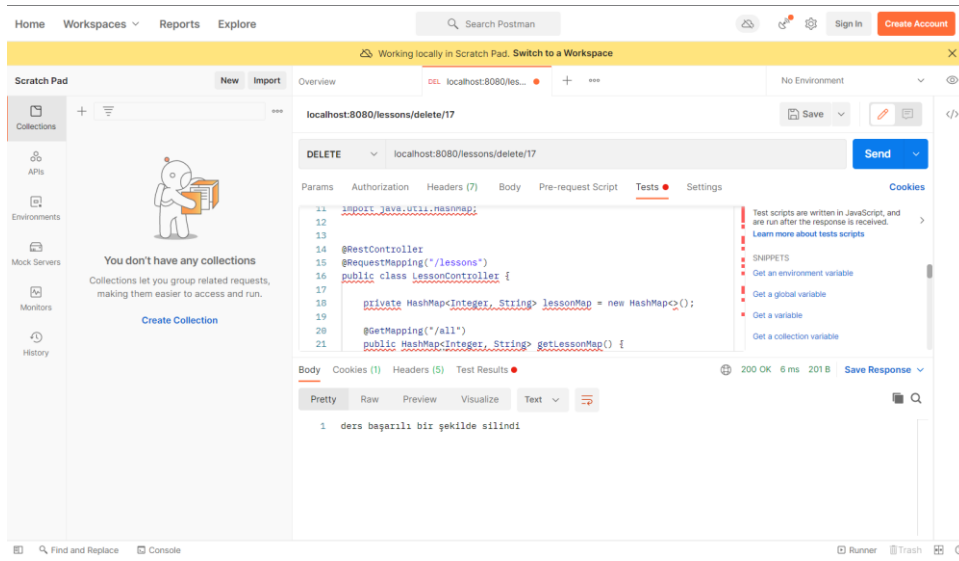 Home Workspaces Reports Explore Search Postman Sign In Create Account
Working locally in Scratch Pad. Switch to a Workspace
Scratch Pad New Import Overview DEL localhost:8080/les... No Environment
Collections
APIs
Environments
Mock Servers
Monitors
History
You don't have any collections
Collections let you group related requests,
making them easier to access and run.
Create Collection
localhost:8080/lessons/delete/17 Save
DELETE localhost:8080/lessons/delete/17 Send
Params Authorization Headers (7) Body Pre-request Script Tests Settings Cookies
11 import java.util.HashMap;
12
13
14 @RestController
15 @RequestMapping("/lessons")
16 public class LessonController {
17
18 private HashMap<Integer, String> lessonMap = new HashMap<>();
19
20 @GetMapping("/all")
21 public HashMap<Integer, String> getLessonMap() {
Test scripts are written in JavaScript, and
are run after the response is received.
Learn more about tests scripts
SNIPPETS
Get an environment variable
Get a global variable
Get a variable
Get a collection variable
Body Cookies (1) Headers (5) Test Results 200 OK 6 ms 201 B Save Response
Pretty Raw Preview Visualize Text
1 ders başarılı bir şekilde silindi
Find and Replace Console Runner Trash